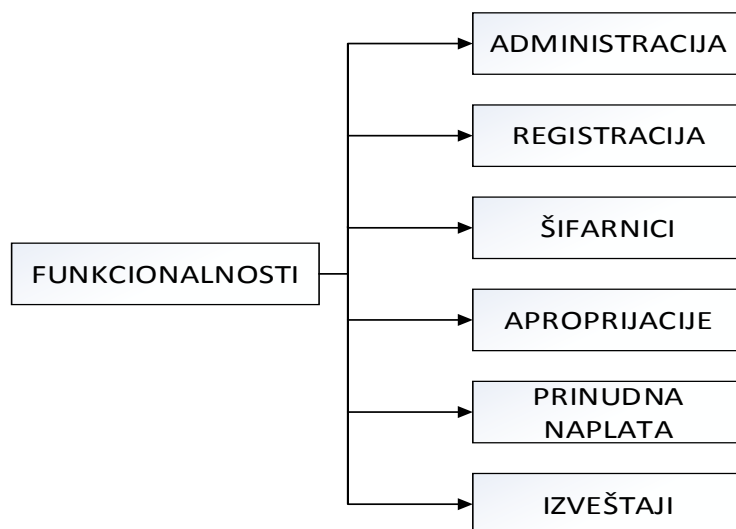 ADMINISTRACIJA
REGISTRACIJA
ŠIFARNICI
FUNKCIONALNOSTI
APROPRIJACIJE
PRINUDNA
NAPLATA
IZVEŠTAJI